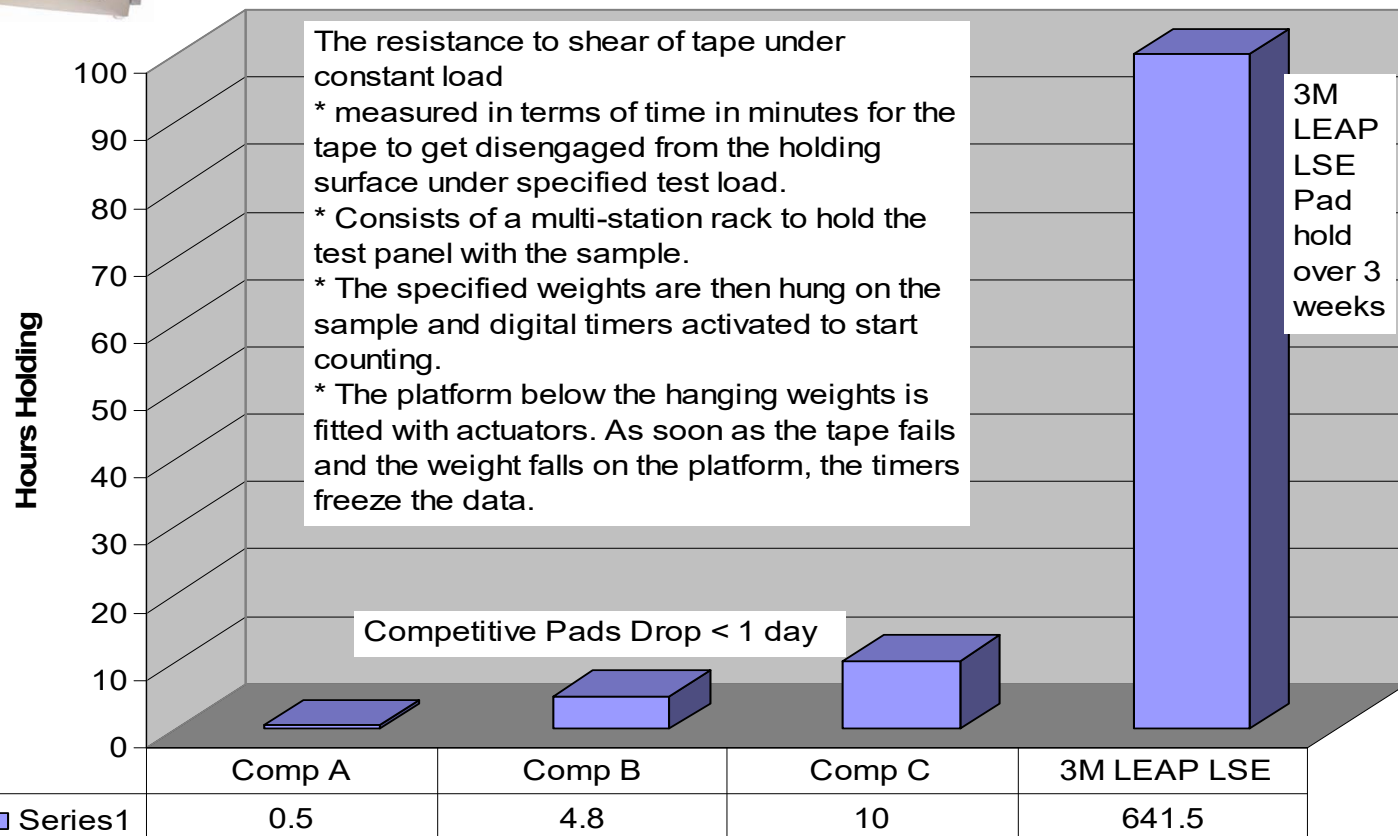 The resistance to shear of tape under
constant load
* measured in terms of time in minutes for the
tape to get disengaged from the holding
surface under specified test load.
* Consists of a multi-station rack to hold the
test panel with the sample.
* The specified weights are then hung on the
sample and digital timers activated to start
counting.
* The platform below the hanging weights is
fitted with actuators. As soon as the tape fails
and the weight falls on the platform, the timers
freeze the data.
3M
LEAP
LSE
Pad
hold
over 3
weeks
Competitive Pads Drop < 1 day
Hours Holding
100
90
80
70
60
50
40
30
20
10
0
Comp A Comp B Comp C 3M LEAP LSE
Series1 0.5 4.8 10 641.5